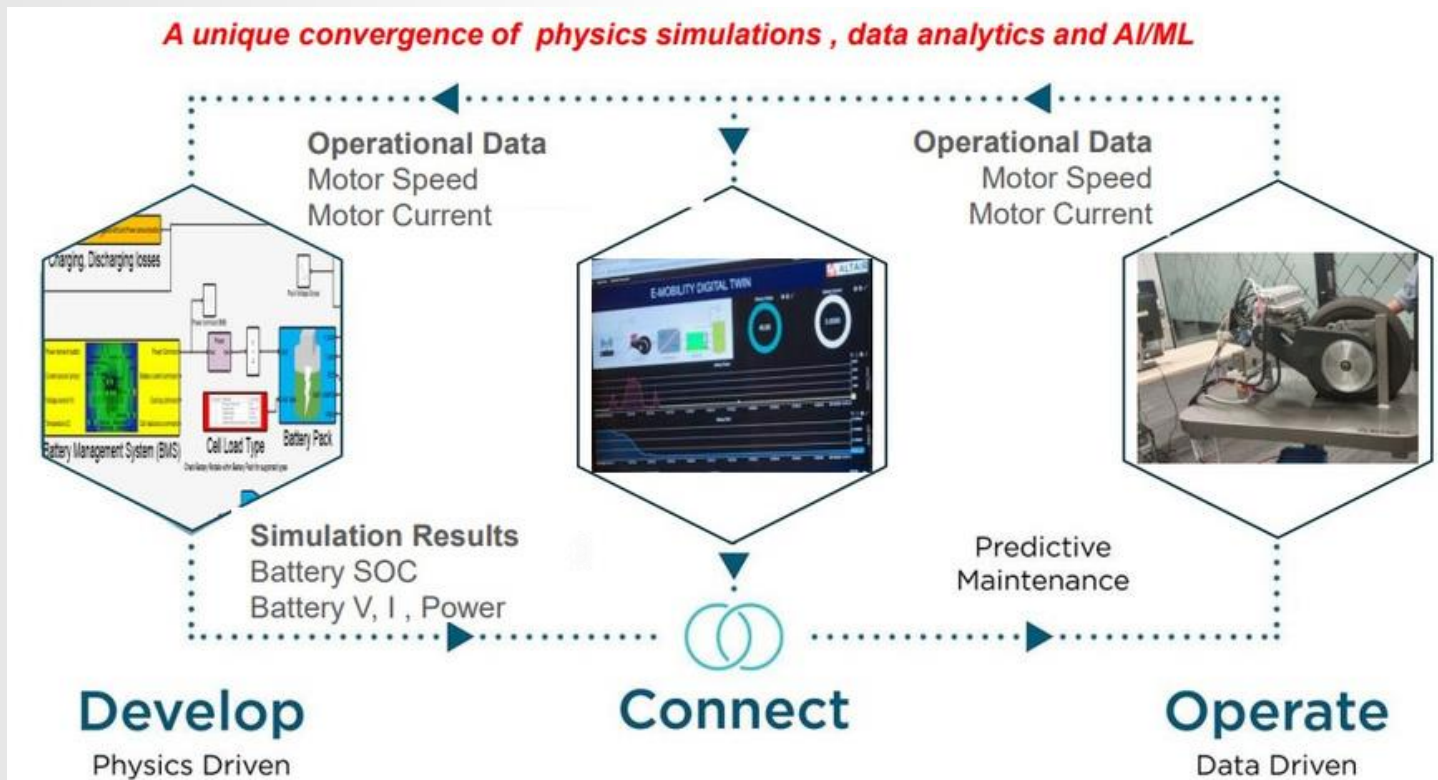 A unique convergence of physics simulations , data analytics and AI/ML
Operational Data
Motor Speed
Motor Current
Operational Data
Motor Speed
Motor Current
Charging, Discharging losses
Battery Management System (BMS)
Cell Load Type
Battery Pack
ALTAIR
E-MOBILITY DIGITAL TWIN
Simulation Results
Battery SOC
Battery V, I , Power
Predictive
Maintenance
Develop
Physics Driven
Connect
Operate
Data Driven